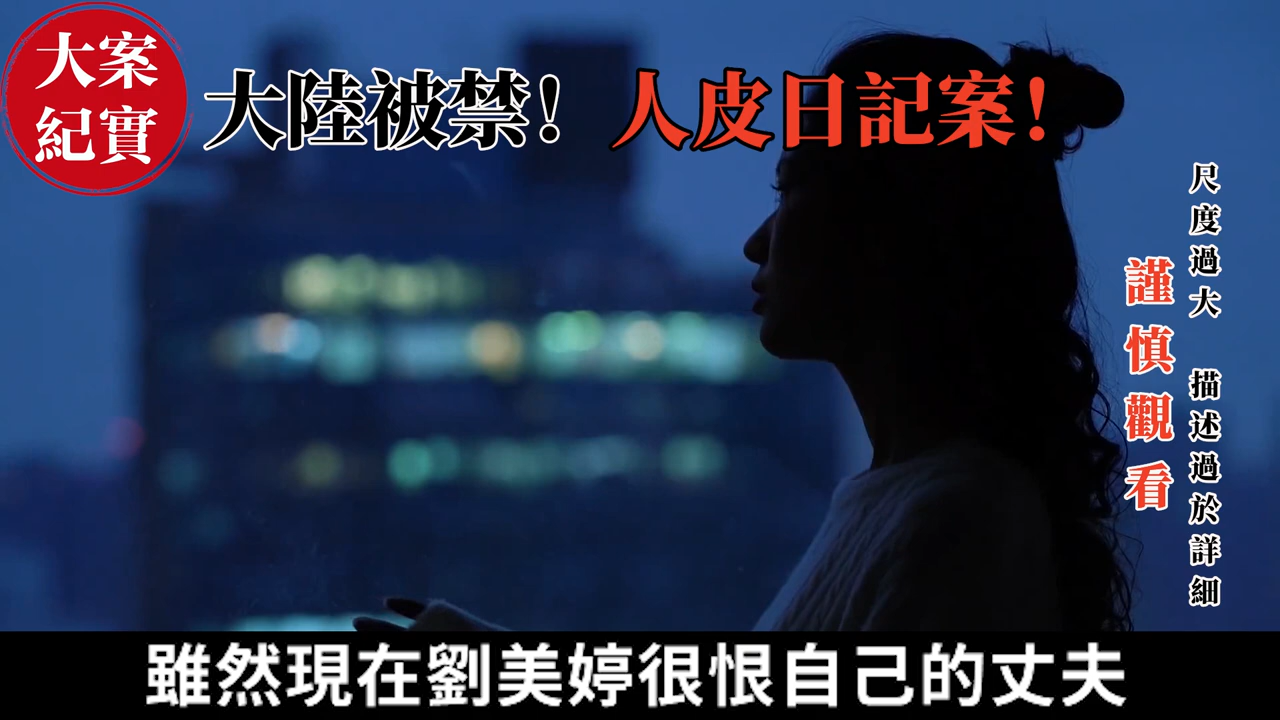 大案
紀實
大陸被禁！人皮日記案！
尺度過大 描述過於詳細
謹慎觀看
雖然現在劉美婷很恨自己的丈夫